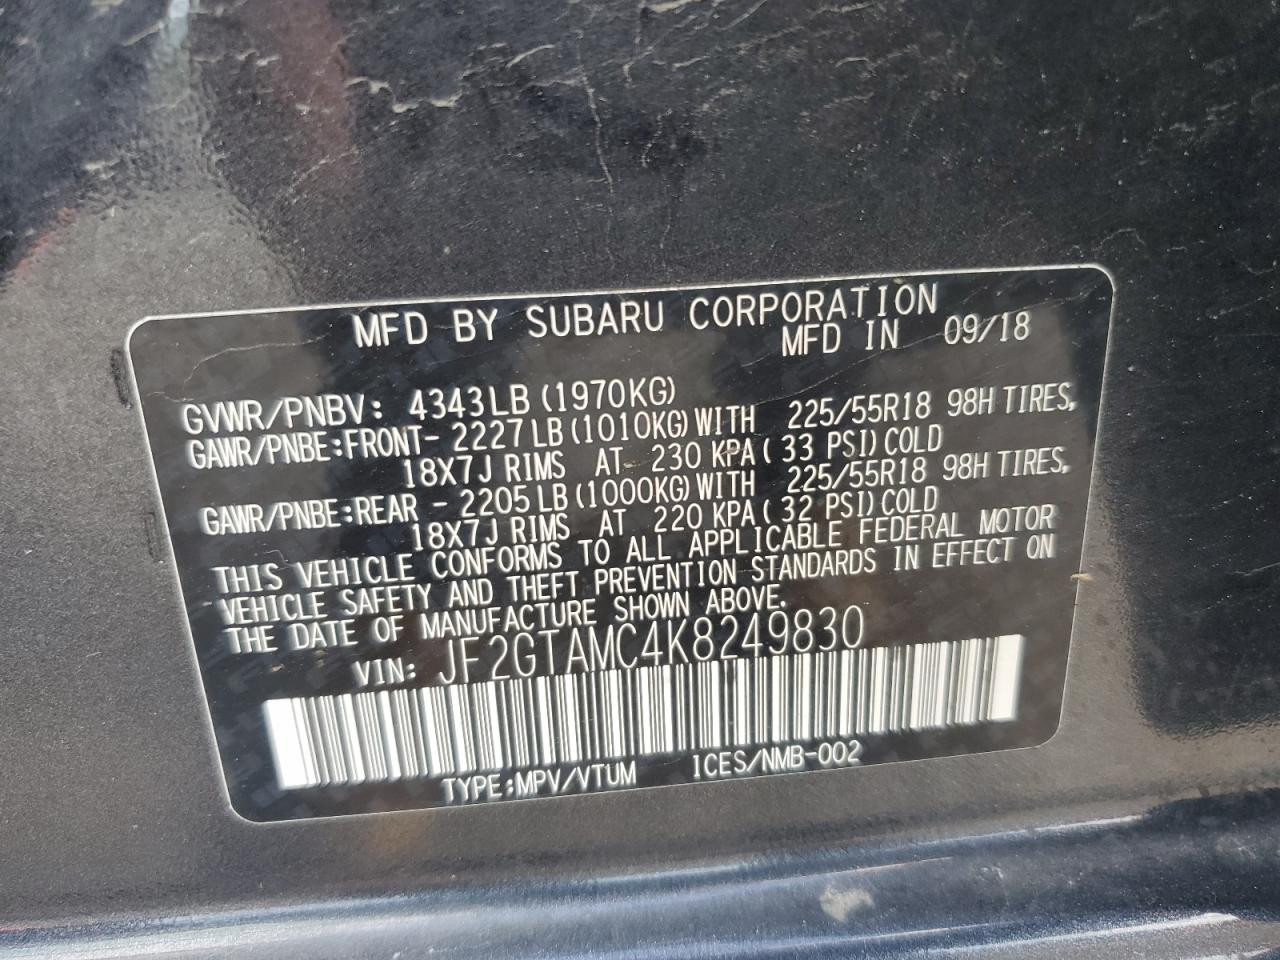 MFD BY SUBARU CORPORATION
MFD IN 09/18
GVWR/PNBV: 4343LB (1970KG)
GAWR/PNBE:FRONT- 2227LB (1010KG) WITH 225/55R18 98H TIRES,
18X7J RIMS AT 230 KPA ( 33 PSI) COLD
GAWR/PNBE:REAR - 2205LB (1000KG) WITH 225/55R18 98H TIRES,
18X7J RIMS AT 220 KPA ( 32 PSI) COLD
THIS VEHICLE CONFORMS TO ALL APPLICABLE FEDERAL MOTOR
VEHICLE SAFETY AND THEFT PREVENTION STANDARDS IN EFFECT ON
THE DATE OF MANUFACTURE SHOWN ABOVE.
VIN: JF2GTAMC4K8249830
TYPE:MPV/VTUM ICES/NMB-002